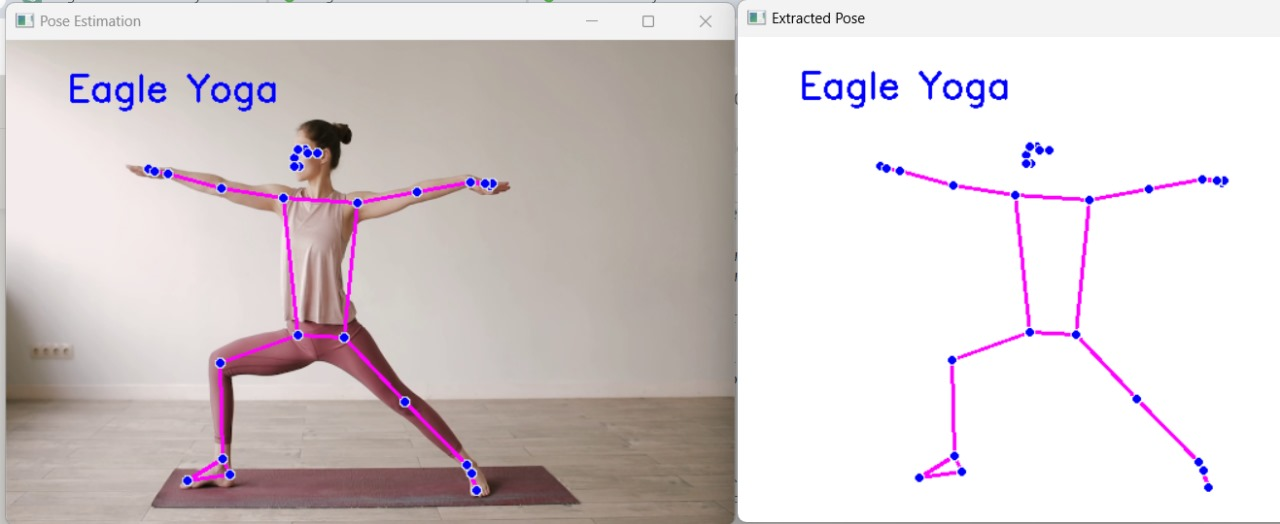 Pose Estimation
Eagle Yoga
Extracted Pose
Eagle Yoga